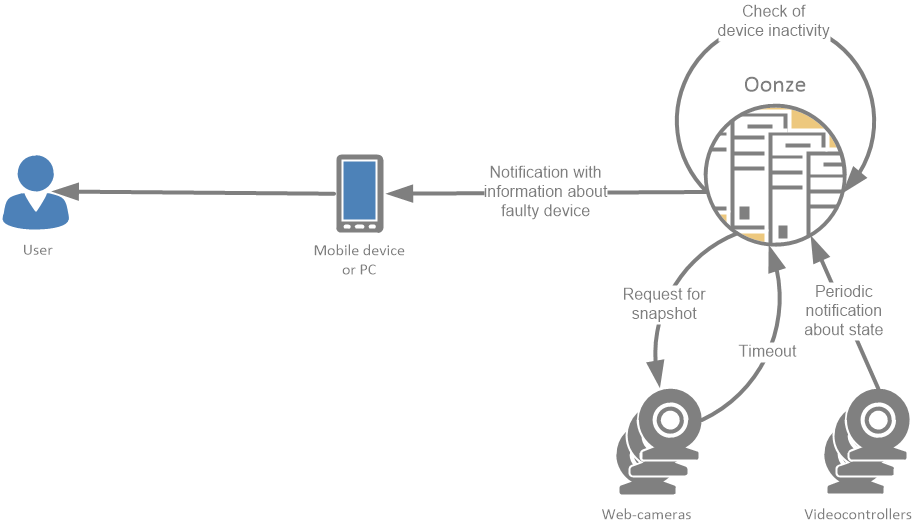 Check of
device inactivity
Oonze
Notification with
information about
faulty device
User
Mobile device
or PC
Request for
snapshot
Periodic
notification
about state
Timeout
Web-cameras
Videocontrollers